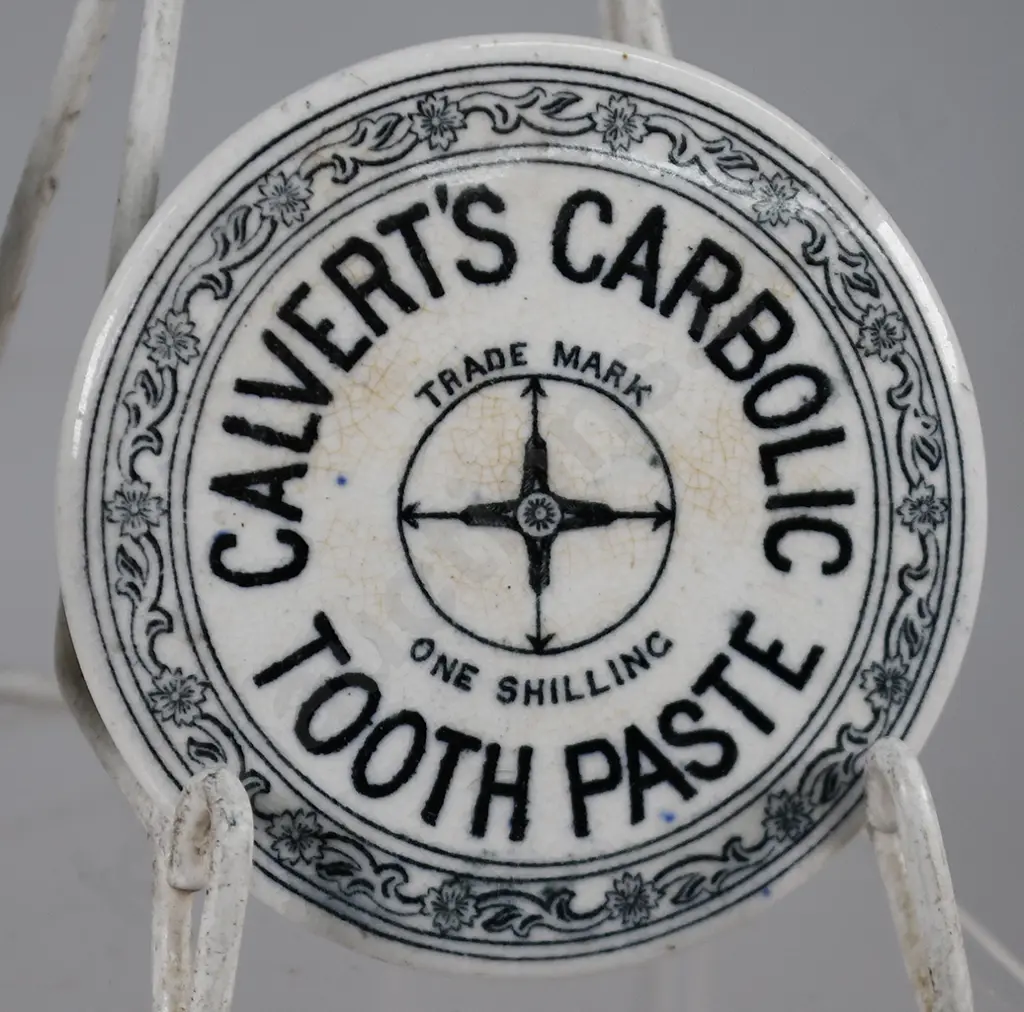 CALVERT'S CARBOLIC
TRADE MARK
ONE SHILLING
TOOTH PASTE